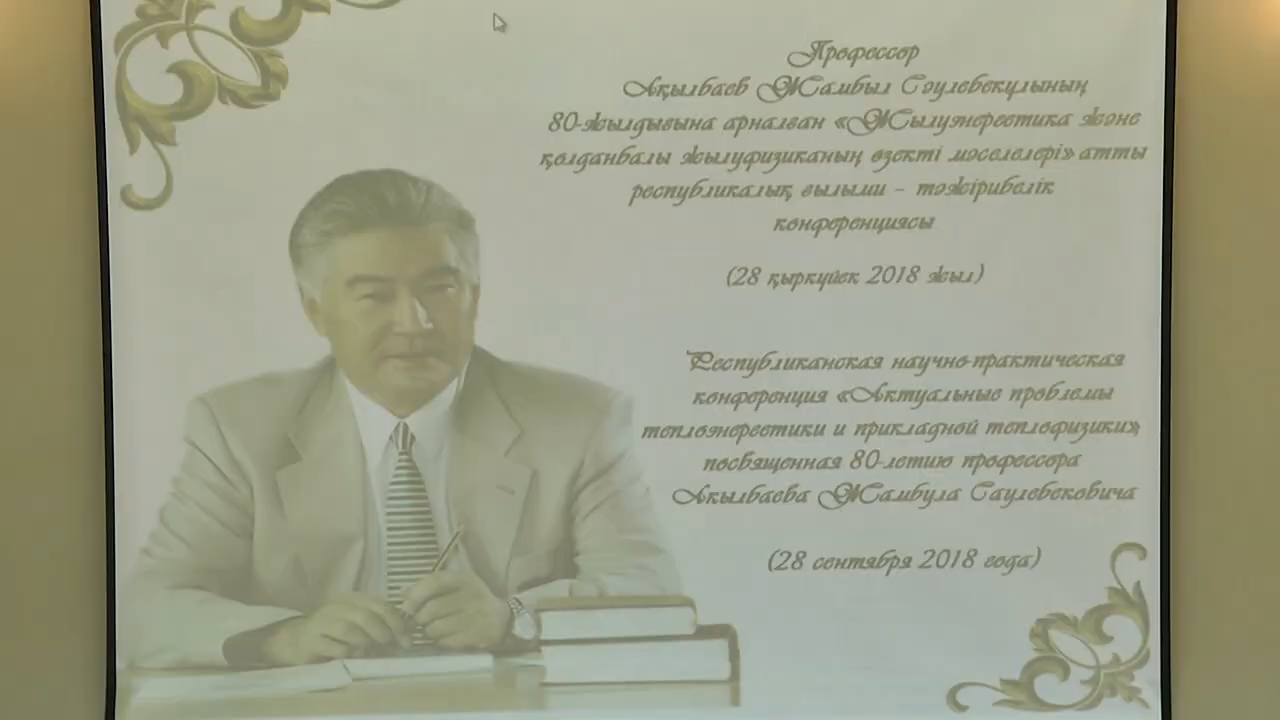 Профессор
Ақылбаев Жамбыл Сәулебекұлының
80-жылдығына арналған «Жылуэнергетика және
қолданбалы жылуфизиканың өзекті мәселелері» атты
республикалық ғылыми – тәжірибелік
конференциясы
(28 қыркүйек 2018 жыл)
Республиканская научно-практическая
конференция «Актуальные проблемы
теплоэнергетики и прикладной теплофизики»
посвященная 80-летию профессора
Акылбаева Жамбула Саулебековича
(28 сентября 2018 года)